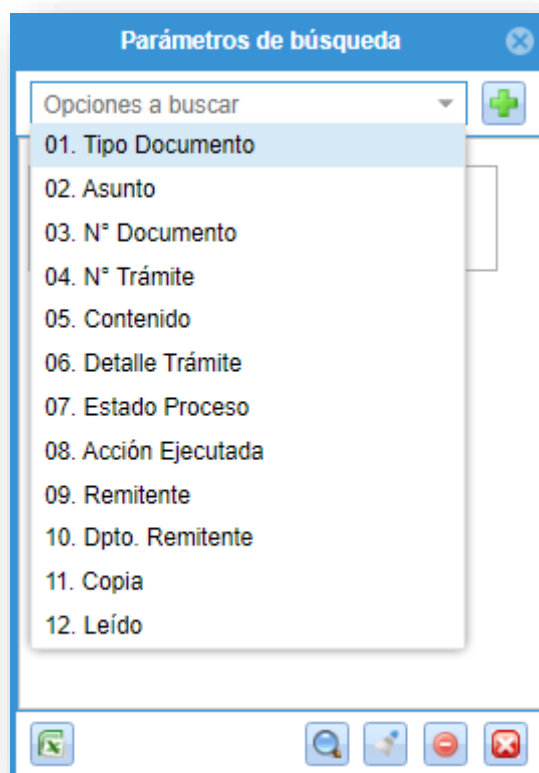 Parámetros de búsqueda
Opciones a buscar
01. Tipo Documento
02. Asunto
03. N° Documento
04. N° Trámite
05. Contenido
06. Detalle Trámite
07. Estado Proceso
08. Acción Ejecutada
09. Remitente
10. Dpto. Remitente
11. Copia
12. Leído